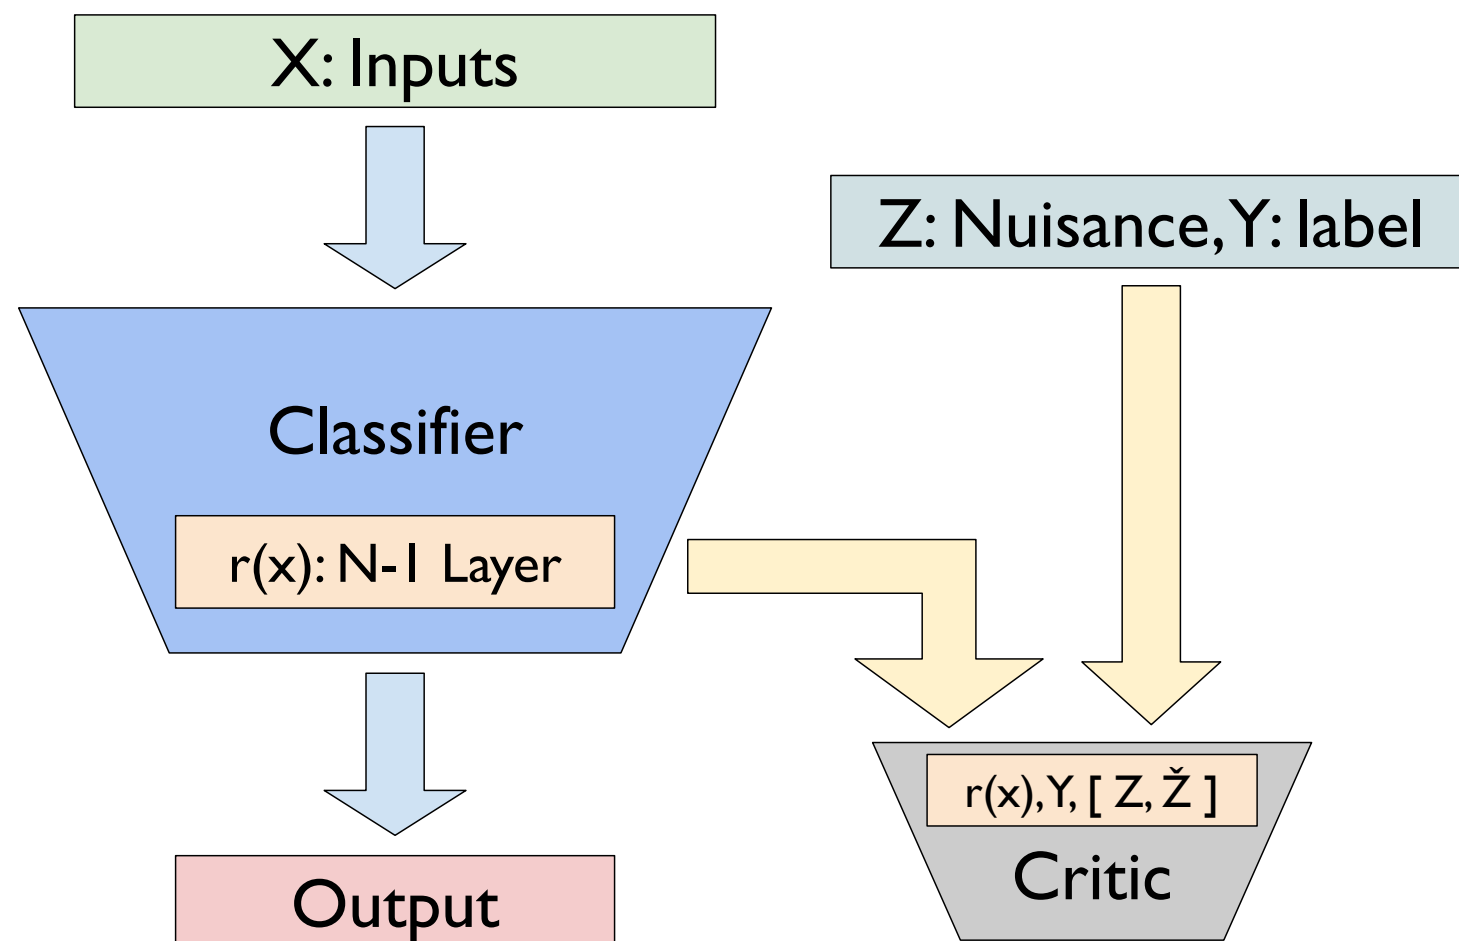 X: Inputs
Z: Nuisance, Y: label
Classifier
r(x): N-1 Layer
r(x), Y, [ Z, Ž ]
Critic
Output